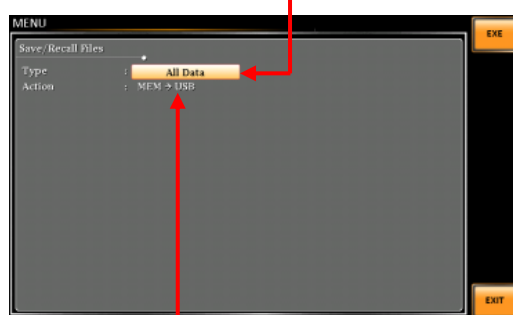 MENU
EXE
Save/Recall Files
Type : All Data
Action : MEM → USB
EXIT